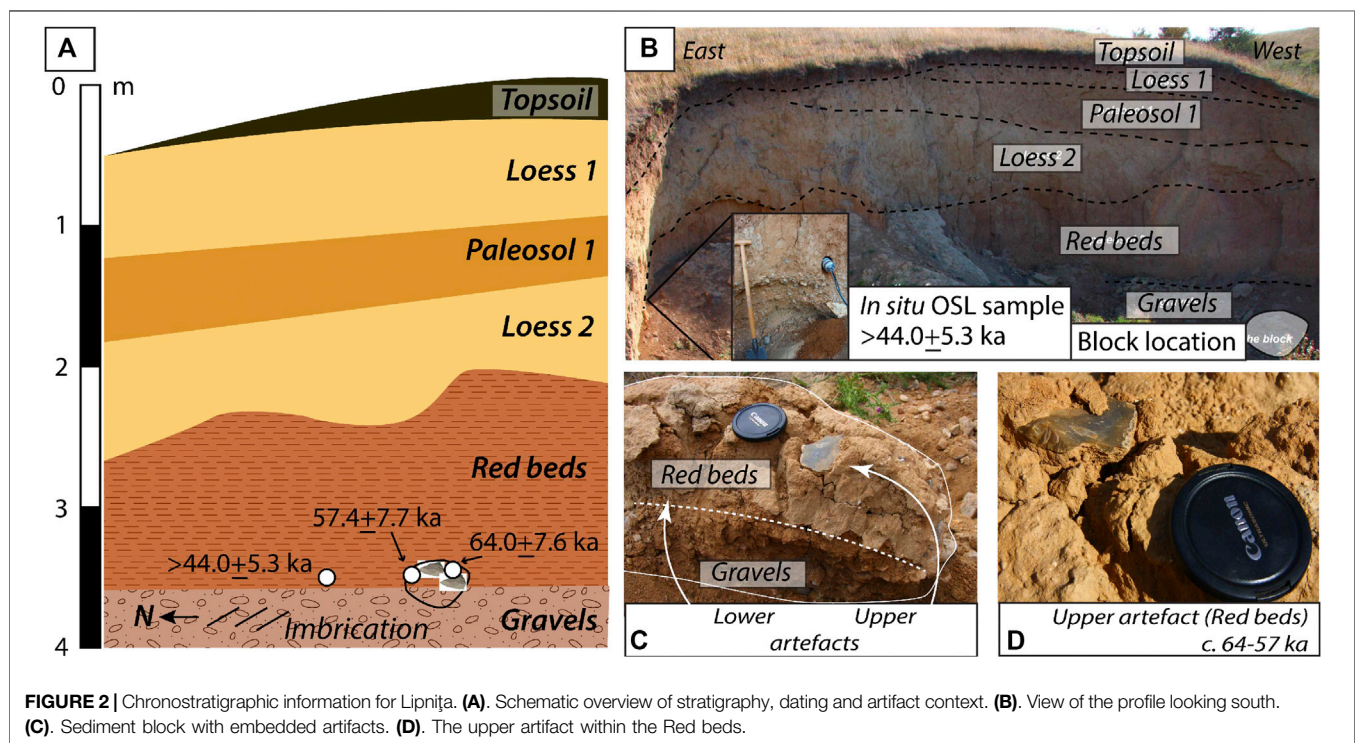 A
0 m
Topsoil
Loess 1
1
Paleosol 1
Loess 2
2
Red beds
3
57.4±7.7 ka
64.0±7.6 ka
>44.0±5.3 ka
N
Imbrication
Gravels
4
B
East
West
Topsoil
Loess 1
Paleosol 1
Loess 2
Red beds
Gravels
In situ OSL sample
>44.0±5.3 ka
Block location
he block
Canon
Red beds
Gravels
Lower Upper
artefacts
C
Canon
Upper artefact (Red beds)
c. 64-57 ka
D
FIGURE 2 | Chronostratigraphic information for Lipniţa. (A). Schematic overview of stratigraphy, dating and artifact context. (B). View of the profile looking south.
(C). Sediment block with embedded artifacts. (D). The upper artifact within the Red beds.